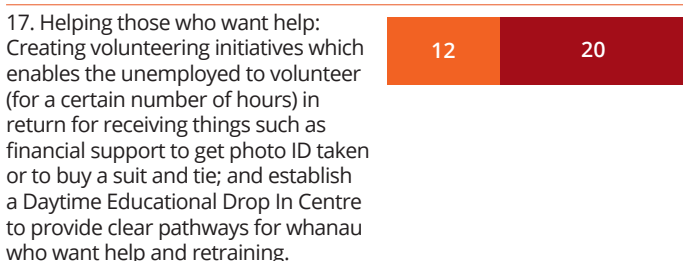 17. Helping those who want help:
Creating volunteering initiatives which
enables the unemployed to volunteer
(for a certain number of hours) in
return for receiving things such as
financial support to get photo ID taken
or to buy a suit and tie; and establish
a Daytime Educational Drop In Centre
to provide clear pathways for whanau
who want help and retraining.
12 20